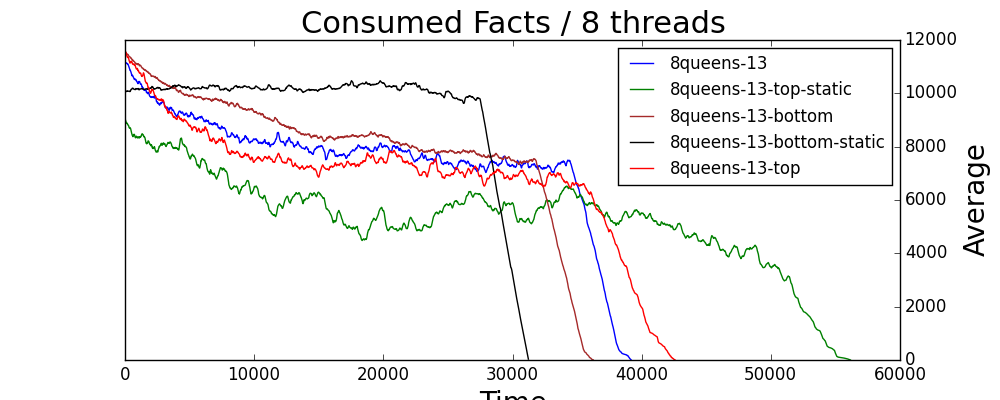 Consumed Facts / 8 threads
8queens-13
8queens-13-top-static
8queens-13-bottom
8queens-13-bottom-static
8queens-13-top
12000
10000
8000
6000
4000
2000
0
Average
0 10000 20000 30000 40000 50000 60000
Time